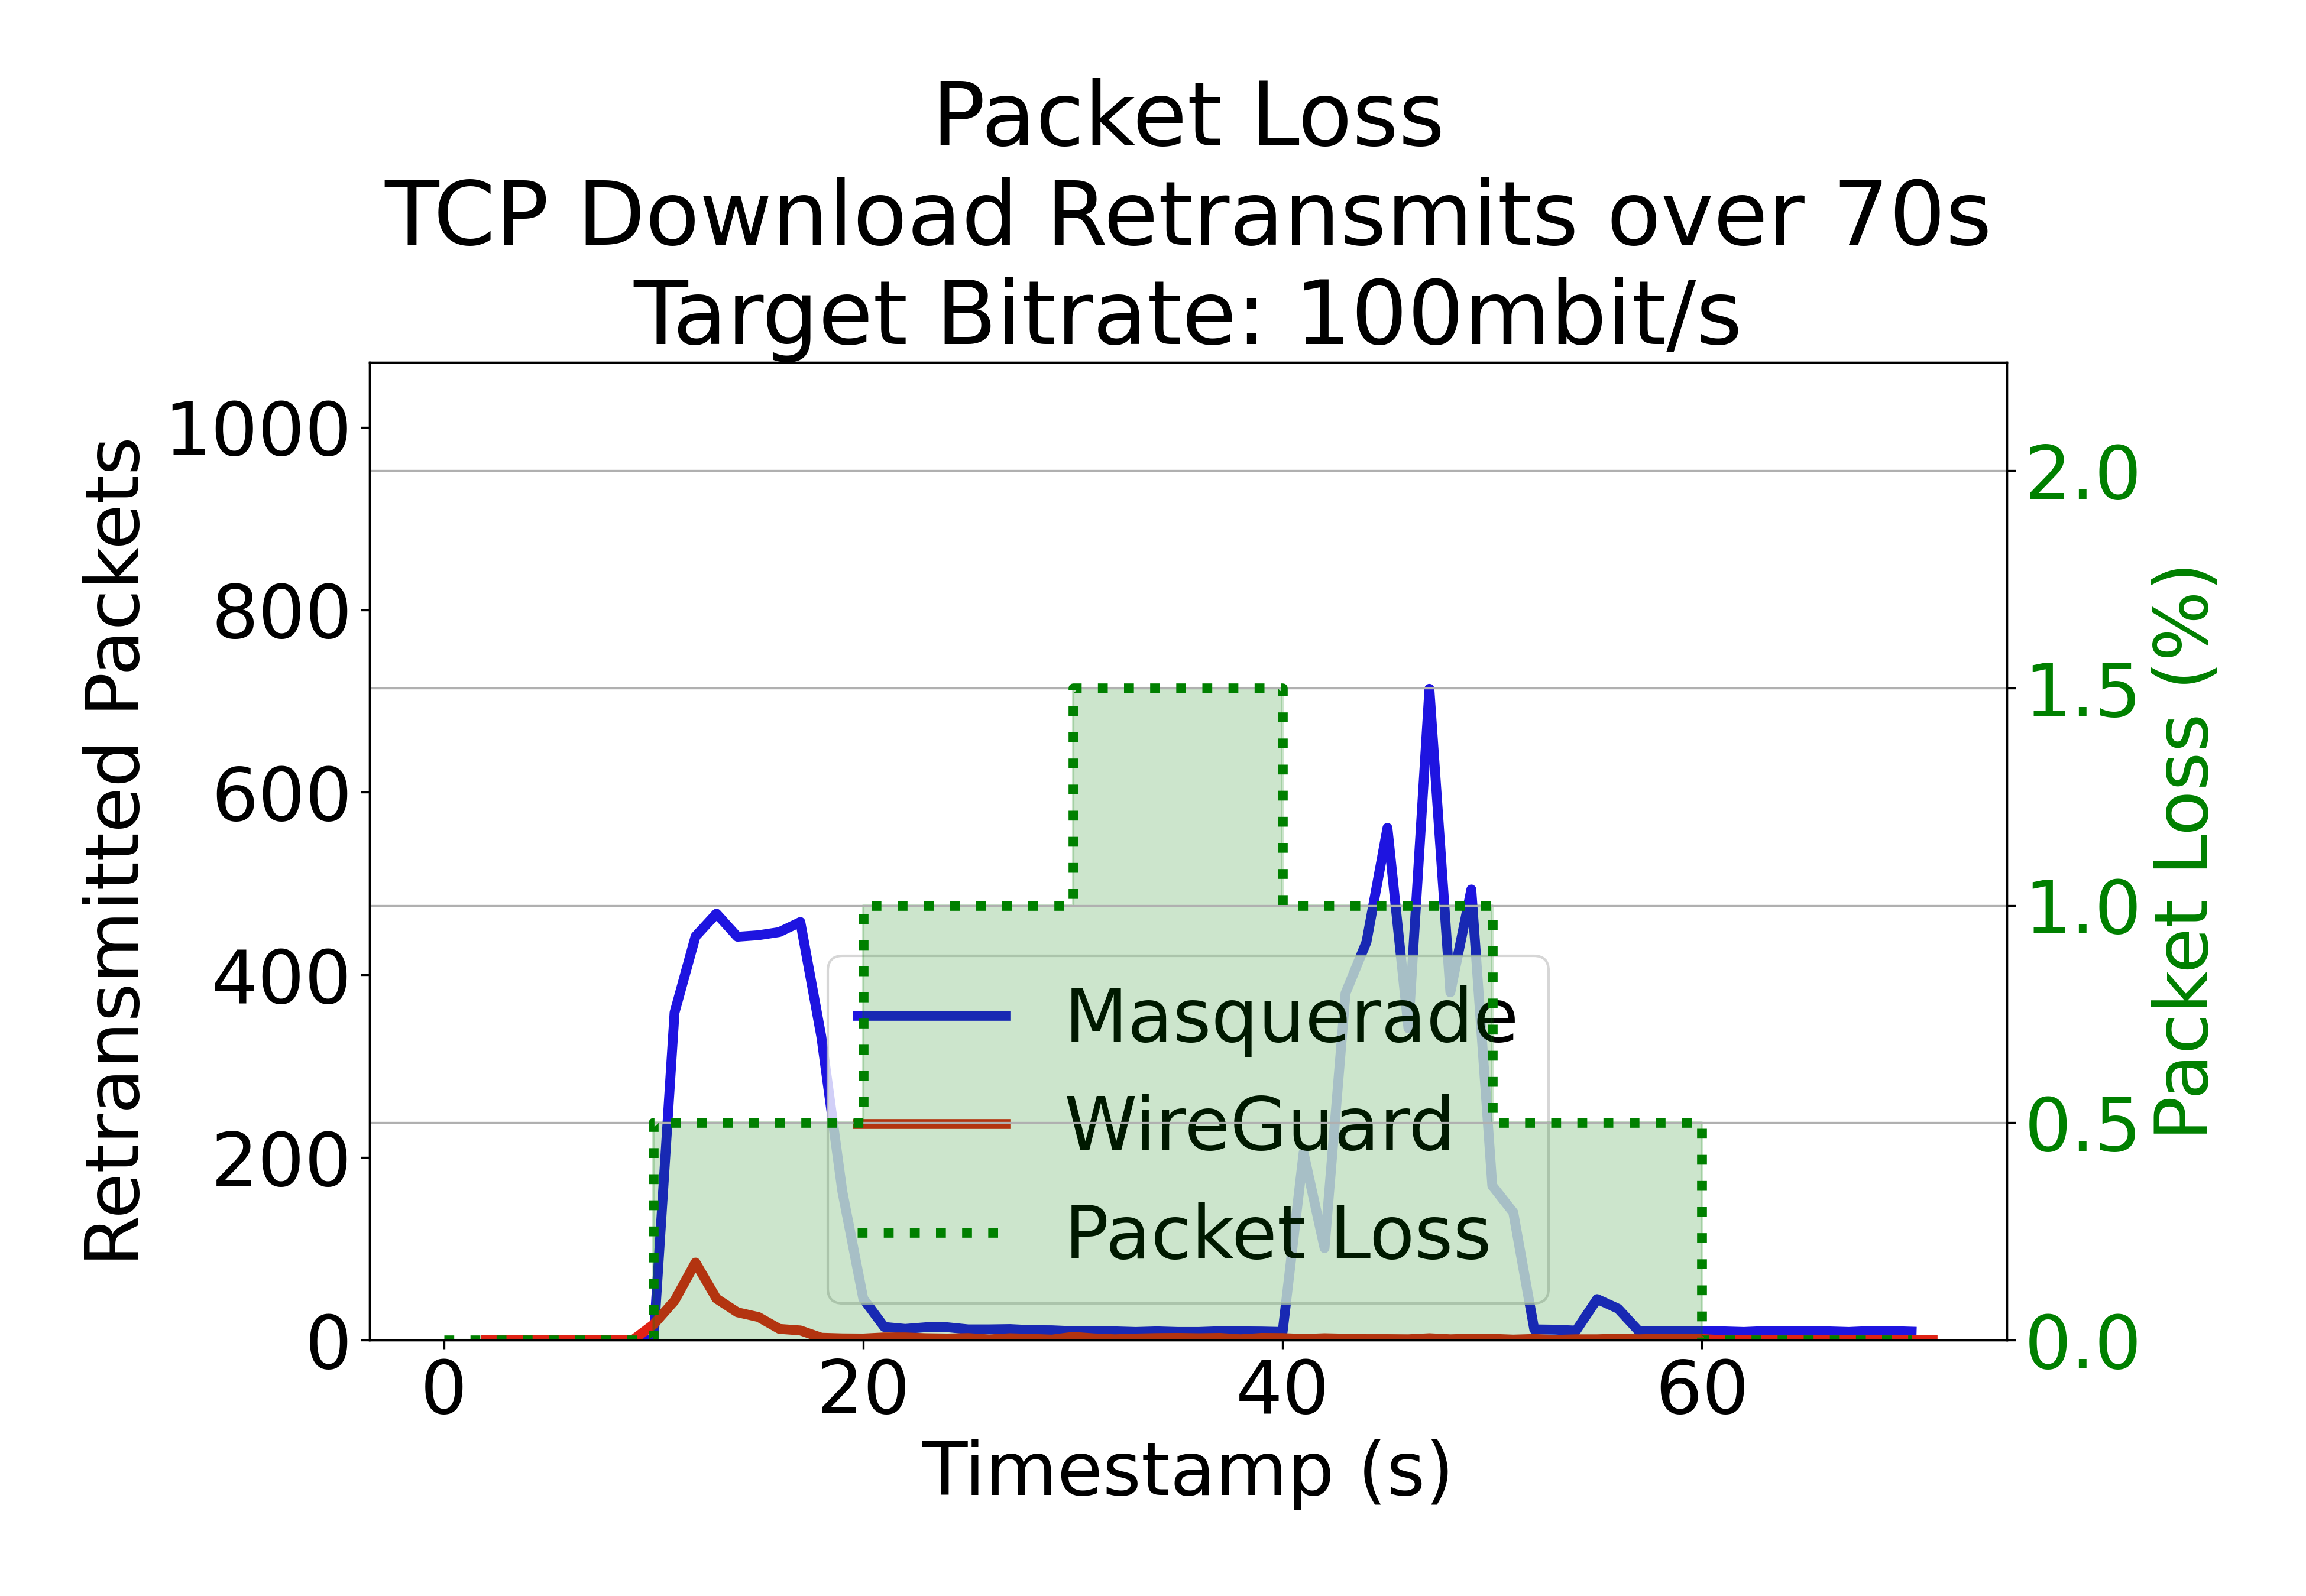 Packet Loss
TCP Download Retransmits over 70s
Target Bitrate: 100mbit/s
Retransmitted Packets
1000
800
600
400
200
0
2.0
1.5
1.0
0.5
0.0
Packet Loss (%)
Masquerade
WireGuard
Packet Loss
0 20 40 60
Timestamp (s)